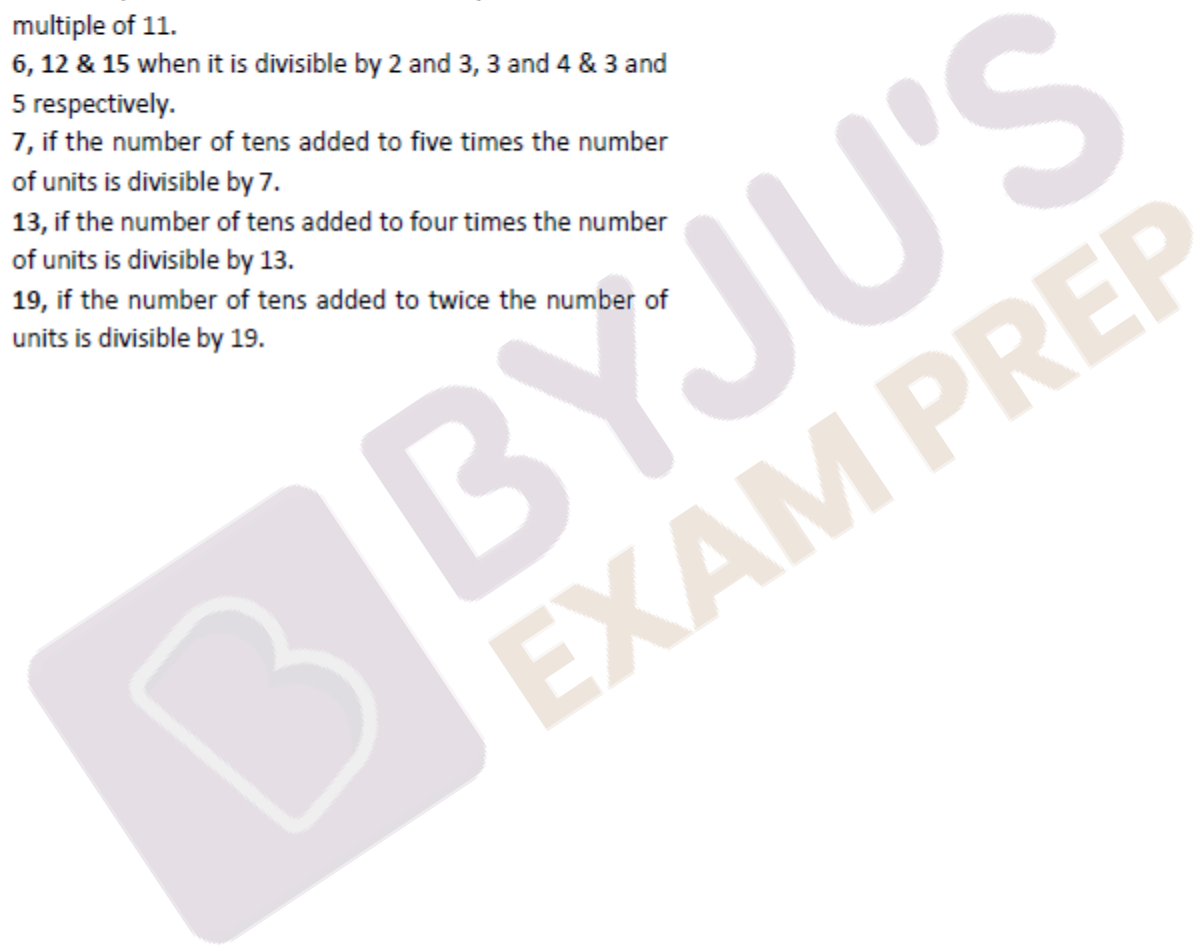 multiple of 11.
6, 12 & 15 when it is divisible by 2 and 3, 3 and 4 & 3 and
5 respectively.
7, if the number of tens added to five times the number
of units is divisible by 7.
13, if the number of tens added to four times the number
of units is divisible by 13.
19, if the number of tens added to twice the number of
units is divisible by 19.
BYJU'S
EXAM PREP